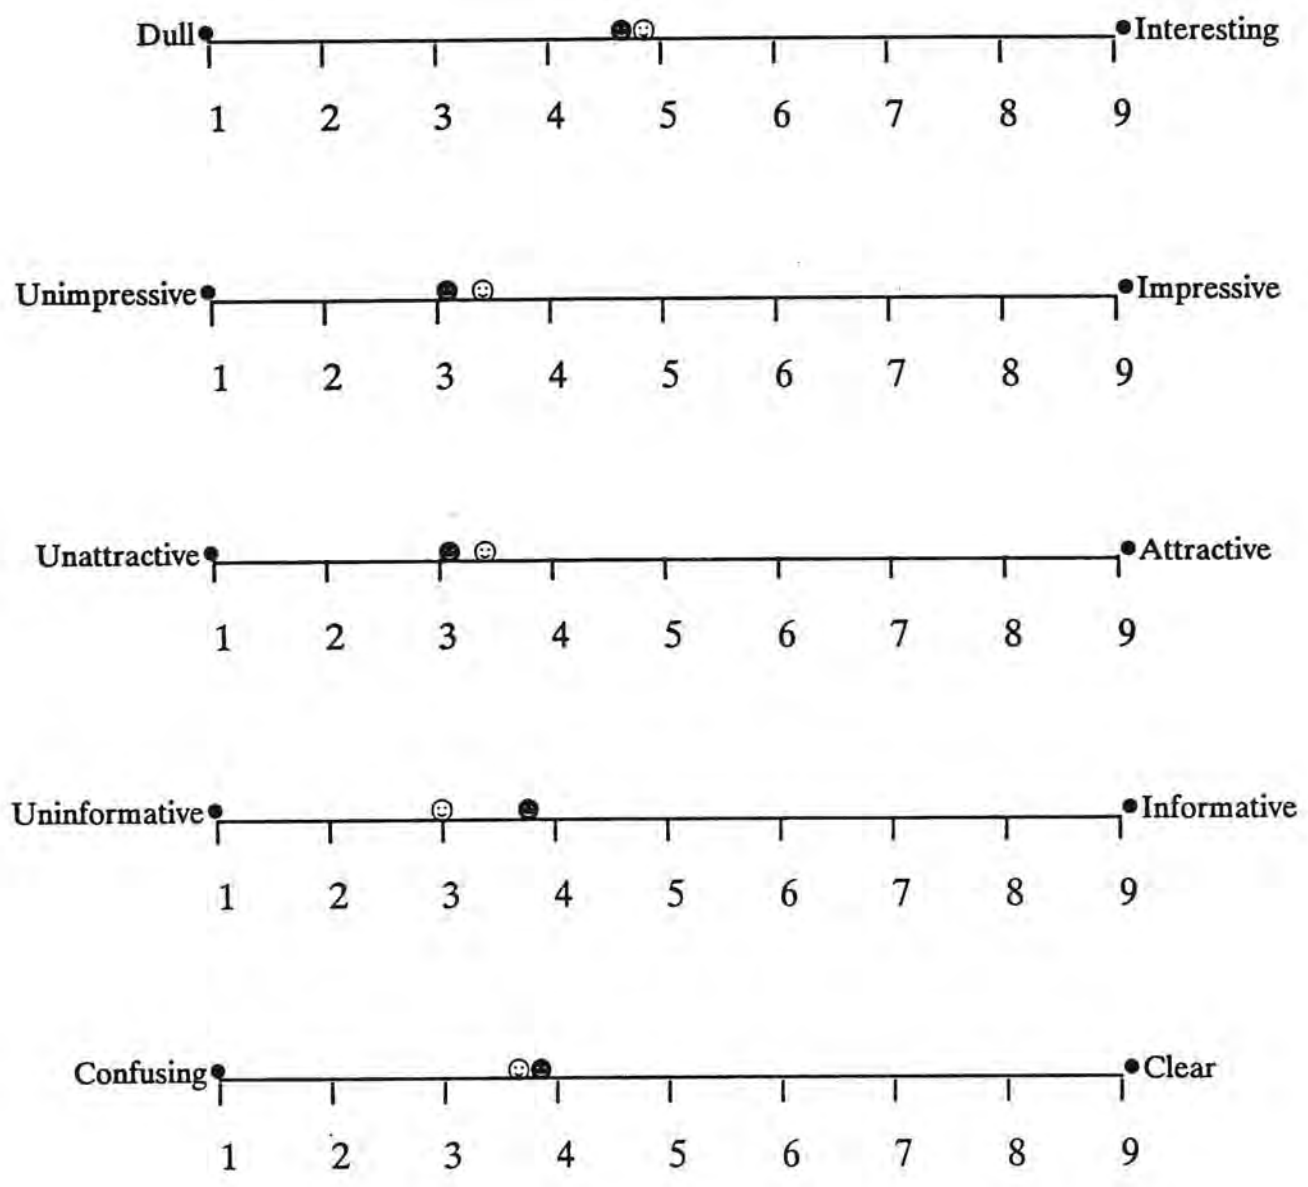 Dull Interesting
1 2 3 4 5 6 7 8 9
Unimpressive Impressive
1 2 3 4 5 6 7 8 9
Unattractive Attractive
1 2 3 4 5 6 7 8 9
Uninformative Informative
1 2 3 4 5 6 7 8 9
Confusing Clear
1 2 3 4 5 6 7 8 9